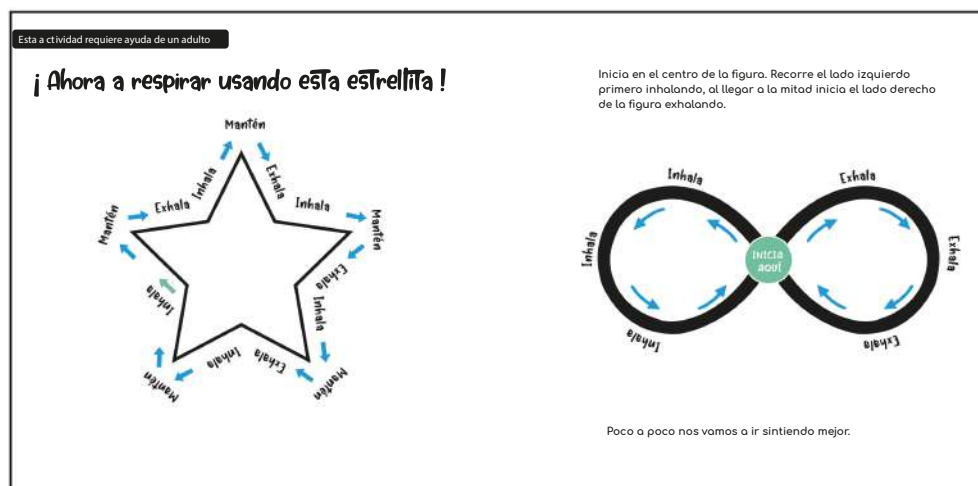 Esta a ctividad requiere ayuda de un adulto
¡ Ahora a respirar usando esta estrellita !
Mantén
Exhala
Inhala
Mantén
Exhala
Inhala
Mantén
Exhala
Inhala
Mantén
Inhala
Mantén
Exhala
Inhala
Inicia en el centro de la figura. Recorre el lado izquierdo
primero inhalando, al llegar a la mitad inicia el lado derecho
de la figura exhalando.
Inhala
Inhala
Inhala
INICIA
AQUÍ
Exhala
Exhala
Exhala
Poco a poco nos vamos a ir sintiendo mejor.